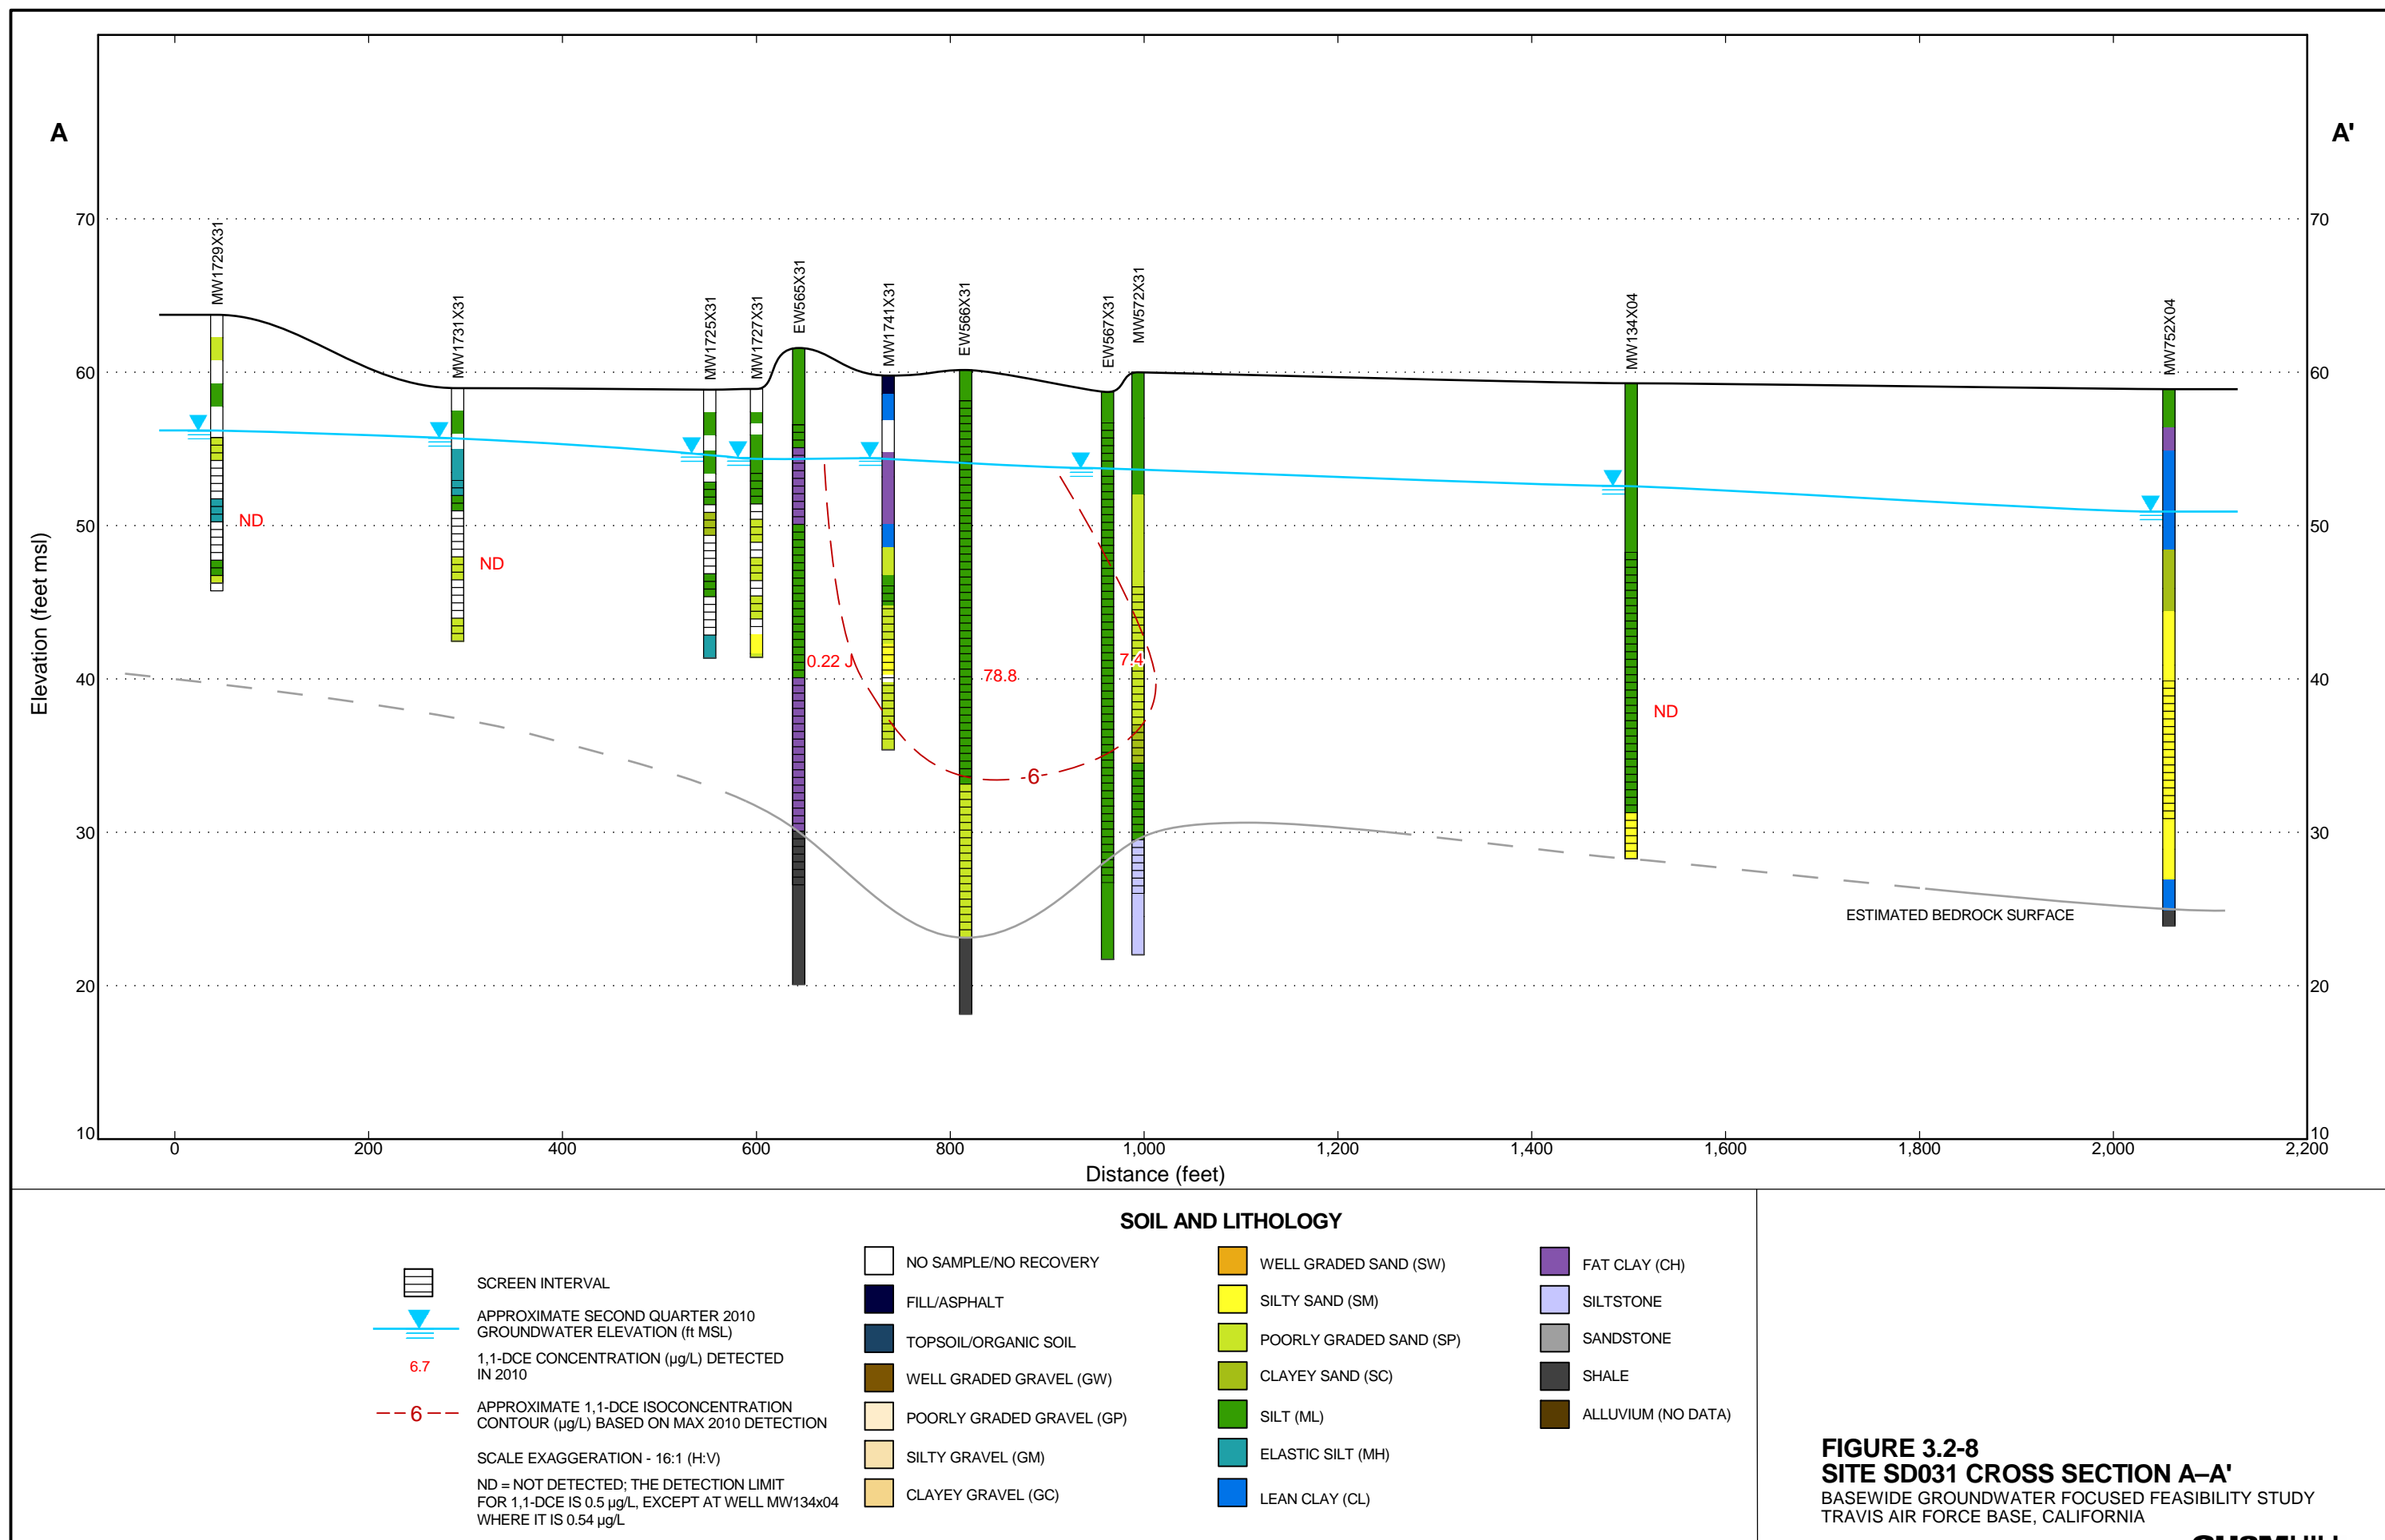 A
A'
MW1729X31
MW1731X31
MW1725X31
MW1727X31
EW565X31
MW1741X31
EW566X31
EW567X31
MW572X31
MW134X04
MW752X04
70
70
60
60
50
50
40
40
30
30
20
20
10
10
Elevation (feet msl)
ND
ND
0.22 J
78.8
7.4
ND
6
ESTIMATED BEDROCK SURFACE
0
200
400
600
800
1,000
1,200
1,400
1,600
1,800
2,000
2,200
Distance (feet)
SOIL AND LITHOLOGY
SCREEN INTERVAL
APPROXIMATE SECOND QUARTER 2010
GROUNDWATER ELEVATION (ft MSL)
6.7
1,1-DCE CONCENTRATION (µg/L) DETECTED
IN 2010
6
APPROXIMATE 1,1-DCE ISOCONCENTRATION
CONTOUR (µg/L) BASED ON MAX 2010 DETECTION
SCALE EXAGGERATION - 16:1 (H:V)
ND = NOT DETECTED; THE DETECTION LIMIT
FOR 1,1-DCE IS 0.5 µg/L, EXCEPT AT WELL MW134x04
WHERE IT IS 0.54 µg/L
NO SAMPLE/NO RECOVERY
FILL/ASPHALT
TOPSOIL/ORGANIC SOIL
WELL GRADED GRAVEL (GW)
POORLY GRADED GRAVEL (GP)
SILTY GRAVEL (GM)
CLAYEY GRAVEL (GC)
WELL GRADED SAND (SW)
SILTY SAND (SM)
POORLY GRADED SAND (SP)
CLAYEY SAND (SC)
SILT (ML)
ELASTIC SILT (MH)
LEAN CLAY (CL)
FAT CLAY (CH)
SILTSTONE
SANDSTONE
SHALE
ALLUVIUM (NO DATA)
FIGURE 3.2-8
SITE SD031 CROSS SECTION A–A'
BASEWIDE GROUNDWATER FOCUSED FEASIBILITY STUDY
TRAVIS AIR FORCE BASE, CALIFORNIA